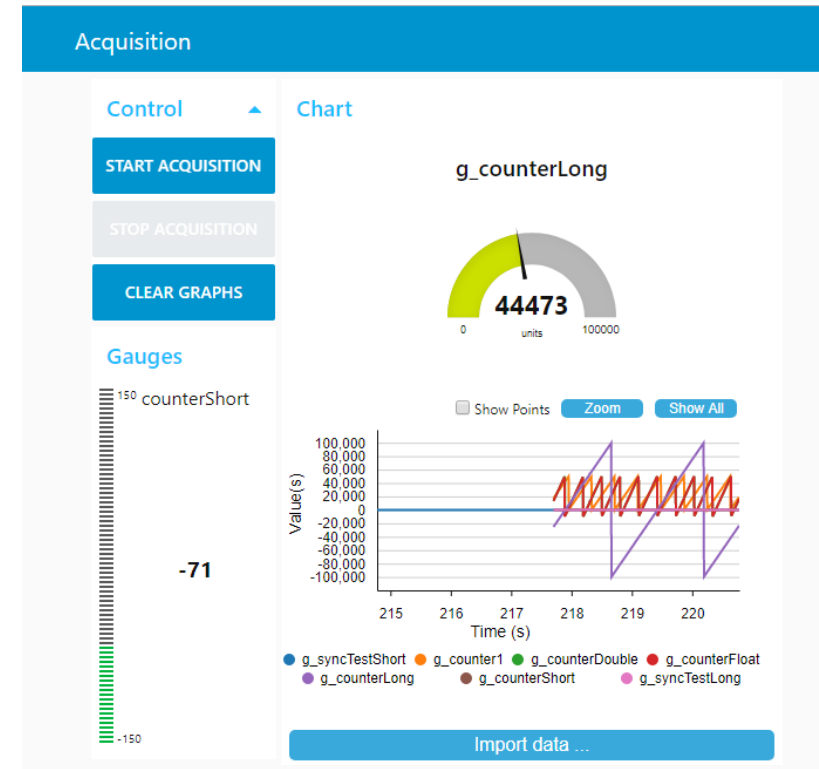 Acquisition
Control
START ACQUISITION
STOP ACQUISITION
CLEAR GRAPHS
Gauges
150 counterShort
-71
-150
Chart
g_counterLong
44473
0 units 100000
Show Points Zoom Show All
Value(s)
100,000
80,000
60,000
40,000
20,000
0
-20,000
-40,000
-60,000
-80,000
-100,000
215 216 217 218 219 220
Time (s)
g_syncTestShort g_counter1 g_counterDouble g_counterFloat
g_counterLong g_counterShort g_syncTestLong
Import data ...